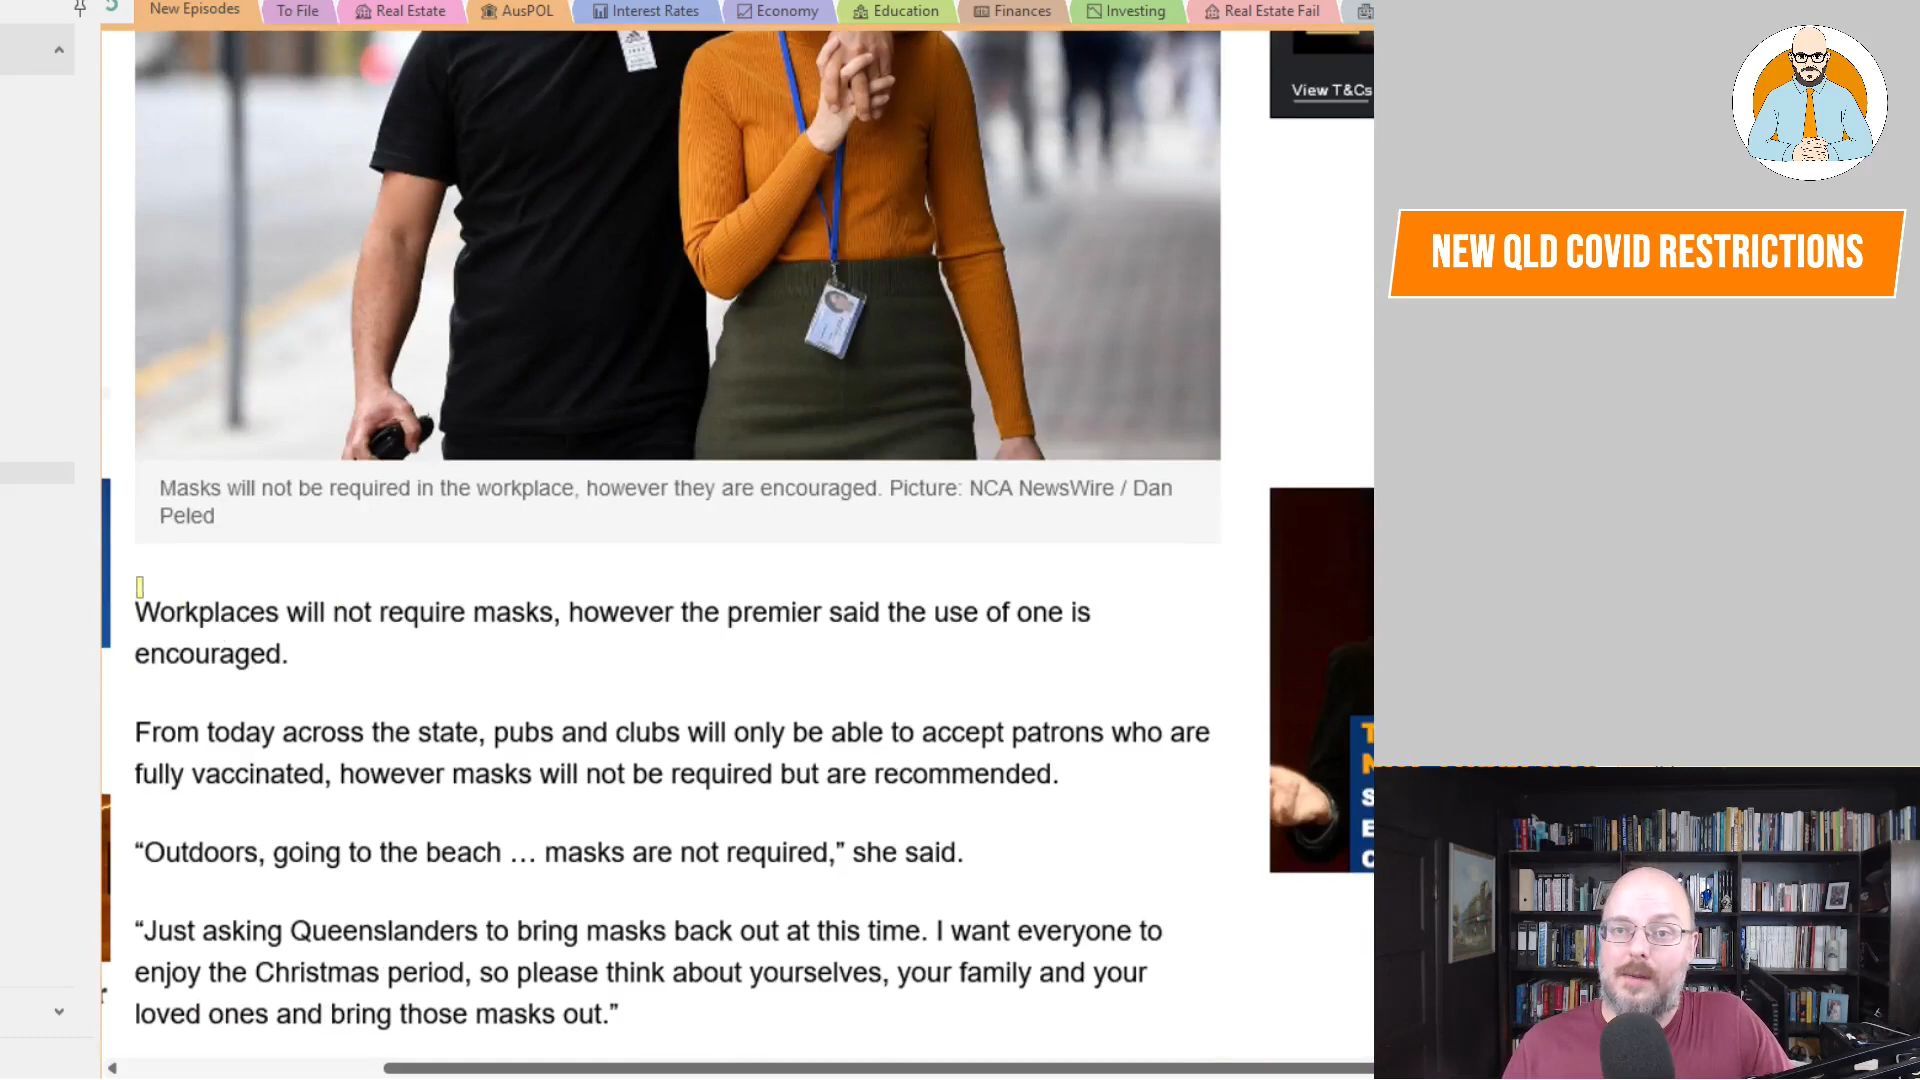 New Episodes
To File
Real Estate
AusPOL
Interest Rates
Economy
Education
Finances
Investing
Real Estate Fail
View T&Cs
NEW QLD COVID RESTRICTIONS
Masks will not be required in the workplace, however they are encouraged. Picture: NCA NewsWire / Dan
Peled
Workplaces will not require masks, however the premier said the use of one is
encouraged.
From today across the state, pubs and clubs will only be able to accept patrons who are
fully vaccinated, however masks will not be required but are recommended.
“Outdoors, going to the beach … masks are not required,” she said.
“Just asking Queenslanders to bring masks back out at this time. I want everyone to
enjoy the Christmas period, so please think about yourselves, your family and your
loved ones and bring those masks out.”